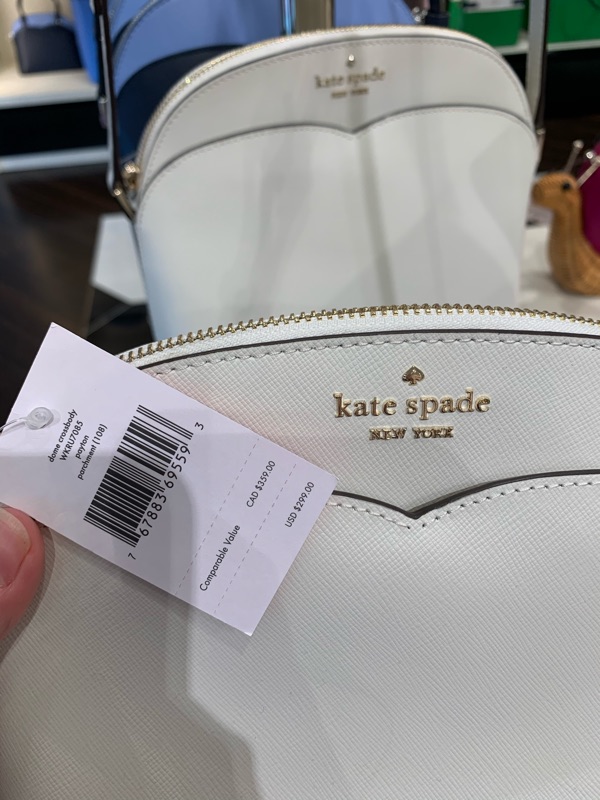 kate spade
NEW YORK
kate spade
NEW YORK
dome crossbody
WKRU7085
payton
parchment (108)
7 67883 69559 3
Comparable Value
CAD $359.00
USD $299.00